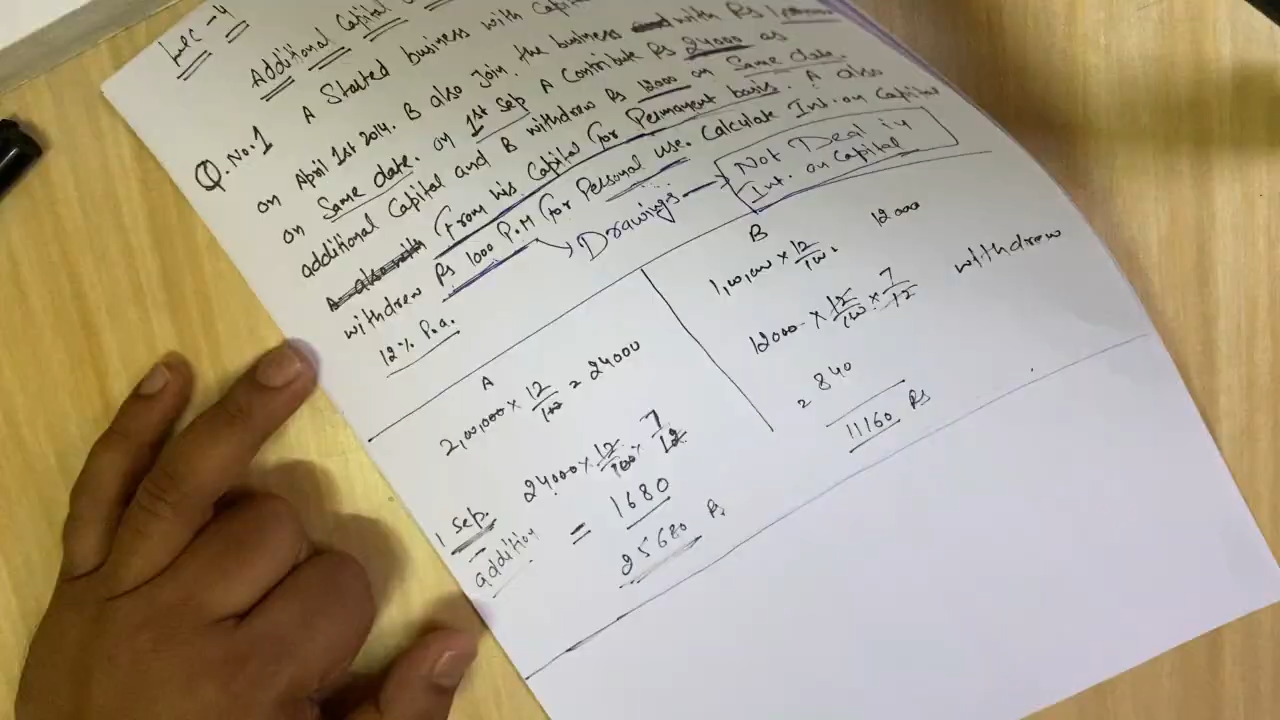 Lec - 4
Additional Capital
Q.No.1 A Started business with Capital
on April 1st 2014. B also Join the business with Rs 1,
on Same date. on 1st Sep A Contribute Rs 24000 as
additional Capital and B withdrew Rs 12000 on Same date
From his Capital for Permanent basis. A also
withdrew Rs 1000 P.M for Personal use. Calculate Int. on Capital
12% P.a.
Drawings
Not Deal in
Int. on Capital
A
2,00,000 × 12/100 = 24000
24000 × 12/100 × 7/12
1 Sep.
addition
= 1680
25680 Rs
B
1,00,000 × 12/100 = 12000
12000 × 12/100 × 7/12 withdrew
= 840
11160 Rs